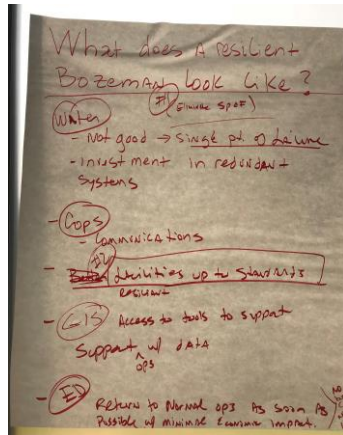 What does A resilient
Bozeman Look Like?
#1 Eliminate SPOF)
Water
- Not good → Single pt. of failure
- Investment in redundant
Systems
- Cops
- Communications
#2
- facilities up to Standards
resilient
- GIS Access to tools to support
Support w/ DATA
ops
- ED
Return to Normal ops As soon As
Possible w/ minimal Economic impact.